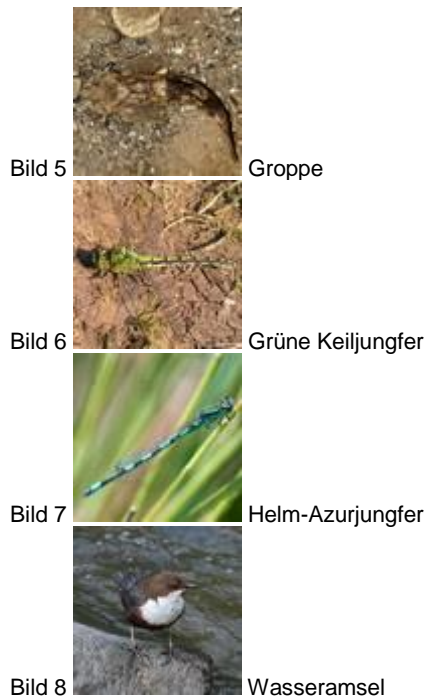 Bild 5 Groppe
Bild 6 Grüne Keiljungfer
Bild 7 Helm-Azurjungfer
Bild 8 Wasseramsel